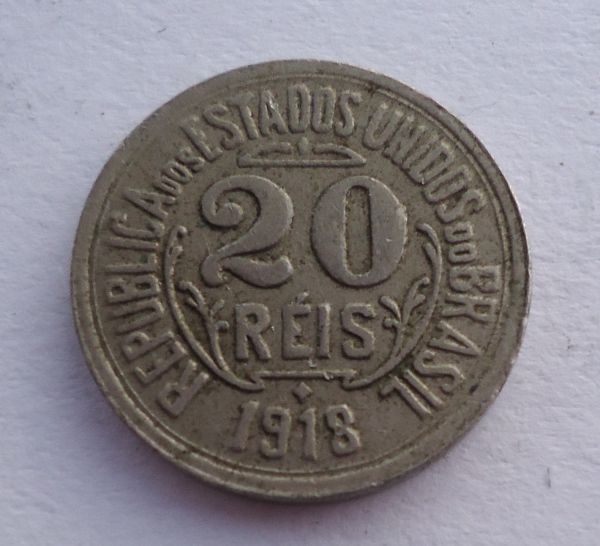 REPUBLICA DOS ESTADOS UNIDOS DO BRASIL
20
RÉIS
1918